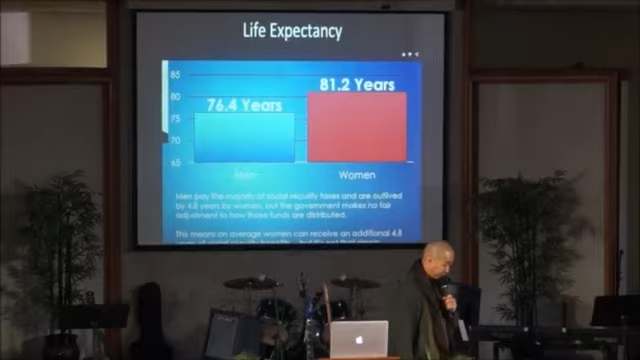 Life Expectancy
85
81.2 Years
80
76.4 Years
75
70
65
Men
Women
Men pay the majority of social security taxes and are outlived
by 4.8 years by woman, but the government makes no fair
adjustment to how those funds are distributed.
This means on average women can receive an additional 4.8